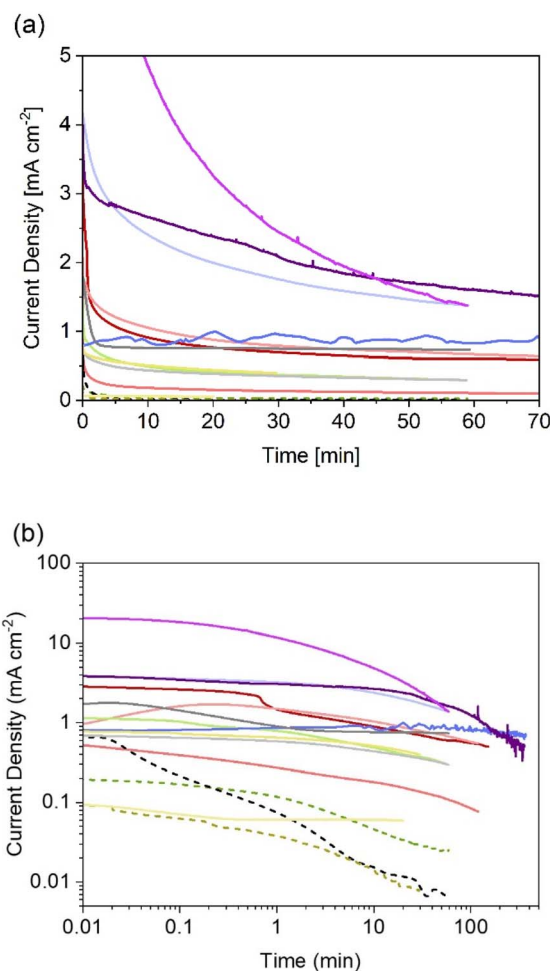 (a)
5
4
3
2
1
0
Current Density [mA cm-2]
0 10 20 30 40 50 60 70
Time [min]
(b)
100
10
1
0.1
0.01
Current Density (mA cm-2)
0.01 0.1 1 10 100
Time (min)